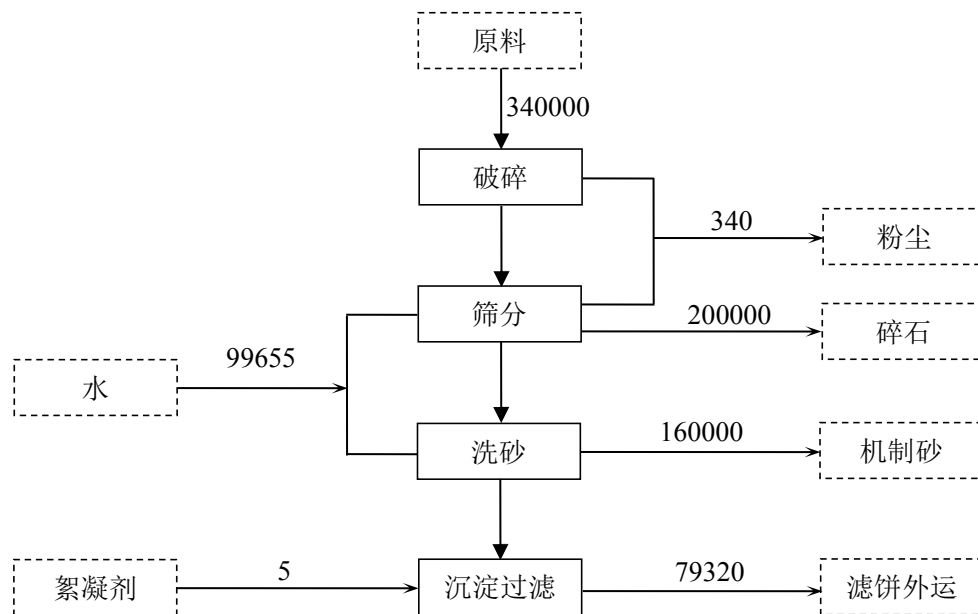 原料
340000
破碎
340
粉尘
筛分
200000
碎石
99655
水
洗砂
160000
机制砂
絮凝剂
5
沉淀过滤
79320
滤饼外运